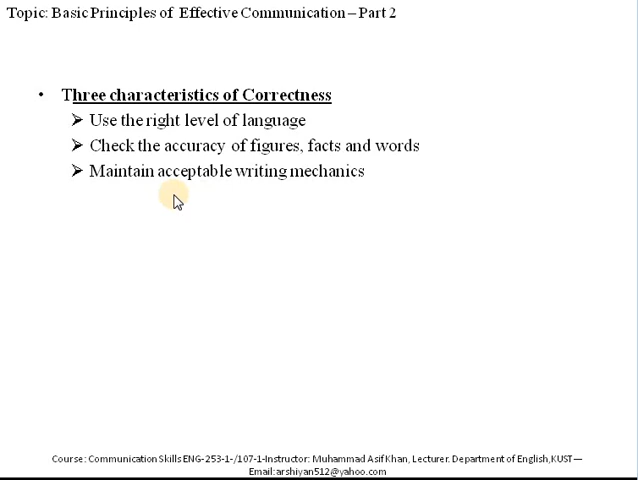 Topic: Basic Principles of Effective Communication – Part 2
• Three characteristics of Correctness
➢ Use the right level of language
➢ Check the accuracy of figures, facts and words
➢ Maintain acceptable writing mechanics
Course: Communication Skills ENG-253-1-/107-1-Instructor: Muhammad Asif Khan, Lecturer. Department of English,KUST—
Email:arshiyan512@yahoo.com